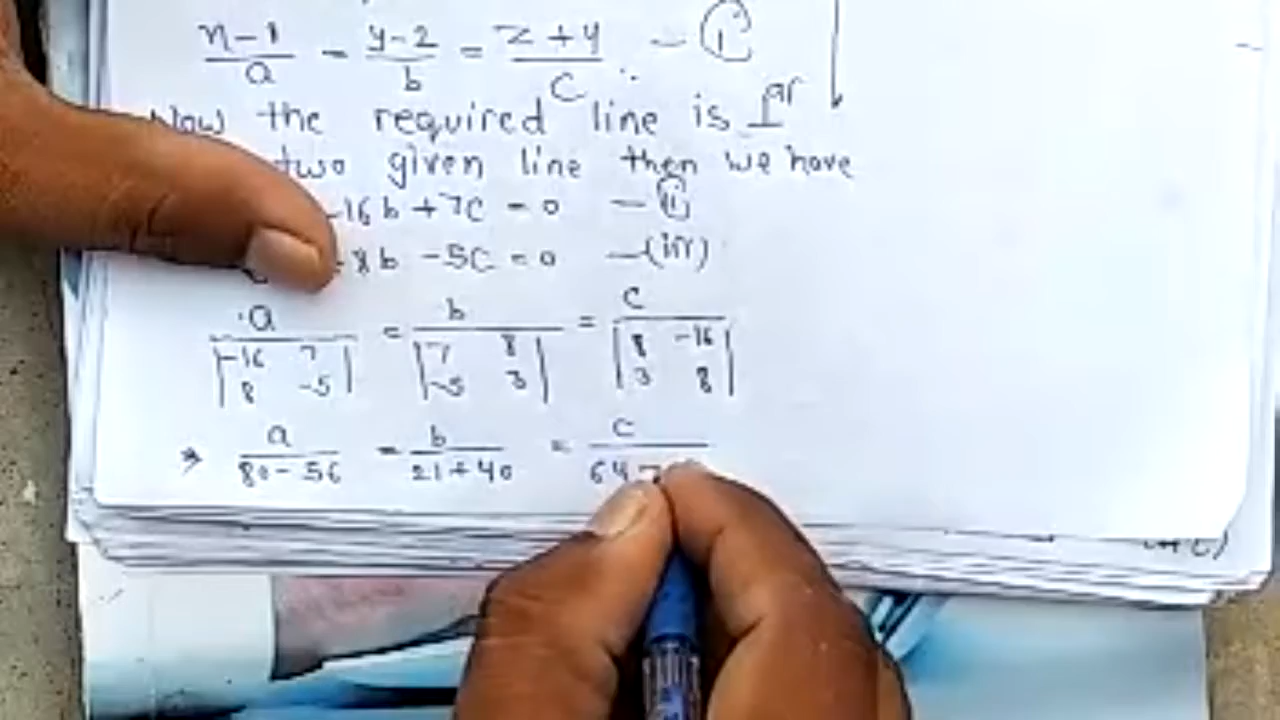 x-1/a = y-2/b = z+4/c - (i)
Now the required line is ⊥ar
two given line then we have
-16b + 7c = 0 - (ii)
8b - 5c = 0 - (iii)
a/|-16 7; 8 -5| = b/|7 8; -5 3| = c/|8 -16; 3 8|
⇒ a/80-56 = b/21+40 = c/64